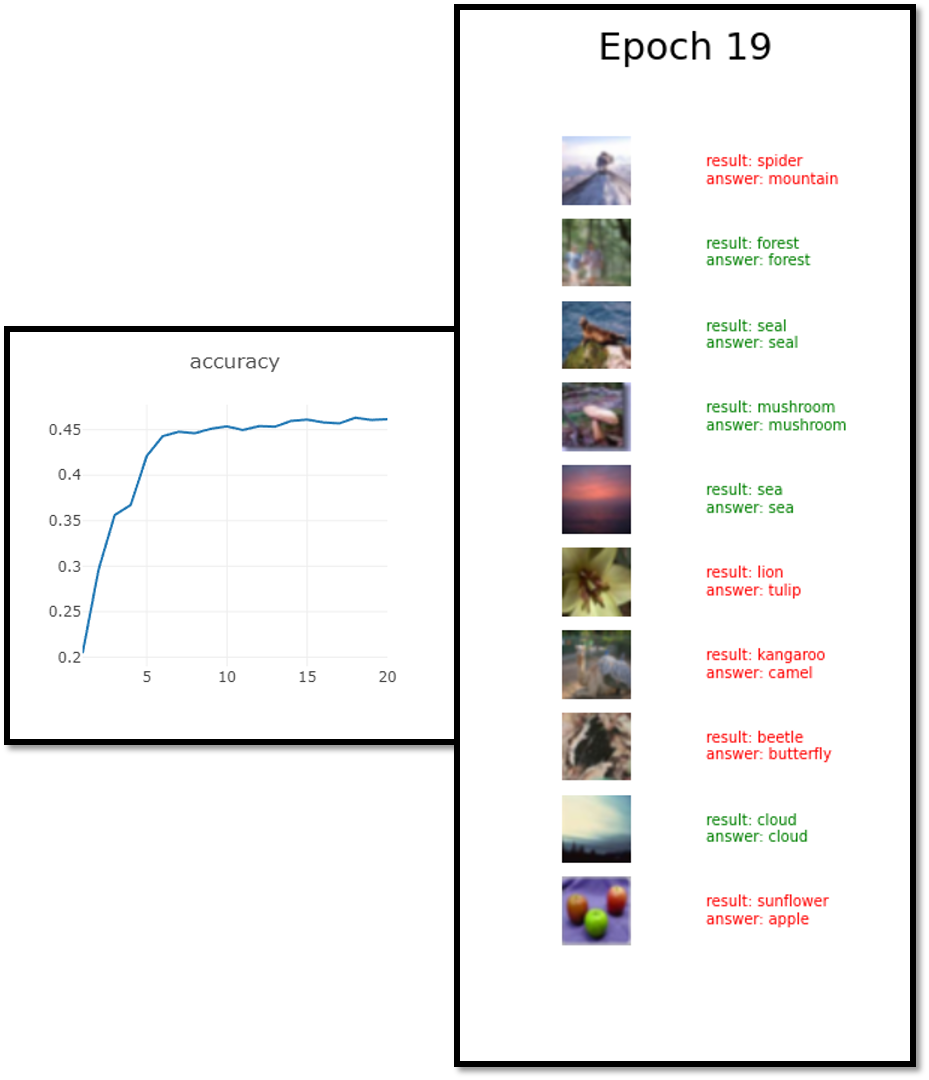 accuracy
0.45
0.4
0.35
0.3
0.25
0.2
5 10 15 20
Epoch 19
result: spider
answer: mountain
result: forest
answer: forest
result: seal
answer: seal
result: mushroom
answer: mushroom
result: sea
answer: sea
result: lion
answer: tulip
result: kangaroo
answer: camel
result: beetle
answer: butterfly
result: cloud
answer: cloud
result: sunflower
answer: apple